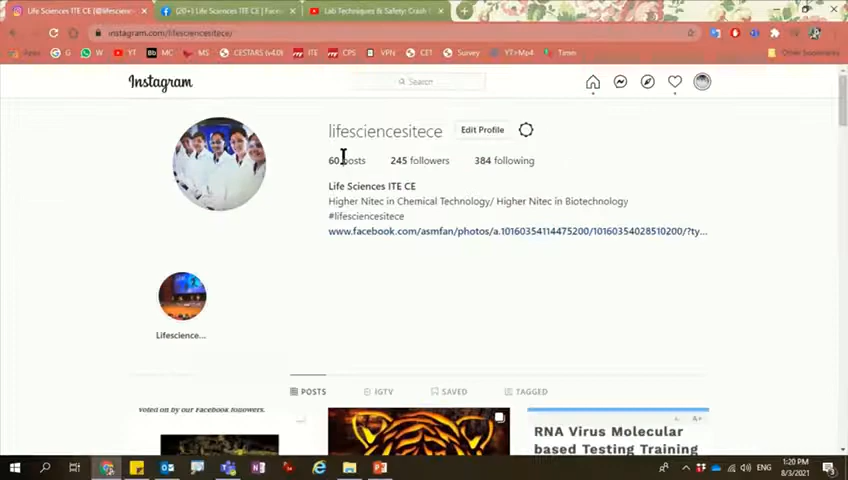 Life Sciences ITE CE (@lifescienc
(20+) Life Sciences ITE CE | Face
Lab Techniques & Safety: Crash
instagram.com/lifesciencesitece/
Apps
G
W
YT
MC
MS
CESTARS (v4.0)
ITE
CPS
VPN
CET
Survey
YT>Mp4
Timer
Other bookmarks
Instagram
Search
lifesciencesitece
Edit Profile
60 posts
245 followers
384 following
Life Sciences ITE CE
Higher Nitec in Chemical Technology/ Higher Nitec in Biotechnology
#lifesciencesitece
www.facebook.com/asmfan/photos/a.10160354114475200/10160354028510200/?ty...
Lifescience...
POSTS
IGTV
SAVED
TAGGED
voted on by our Facebook followers.
RNA Virus Molecular
based Testing Training
ENG
1:20 PM
8/3/2021